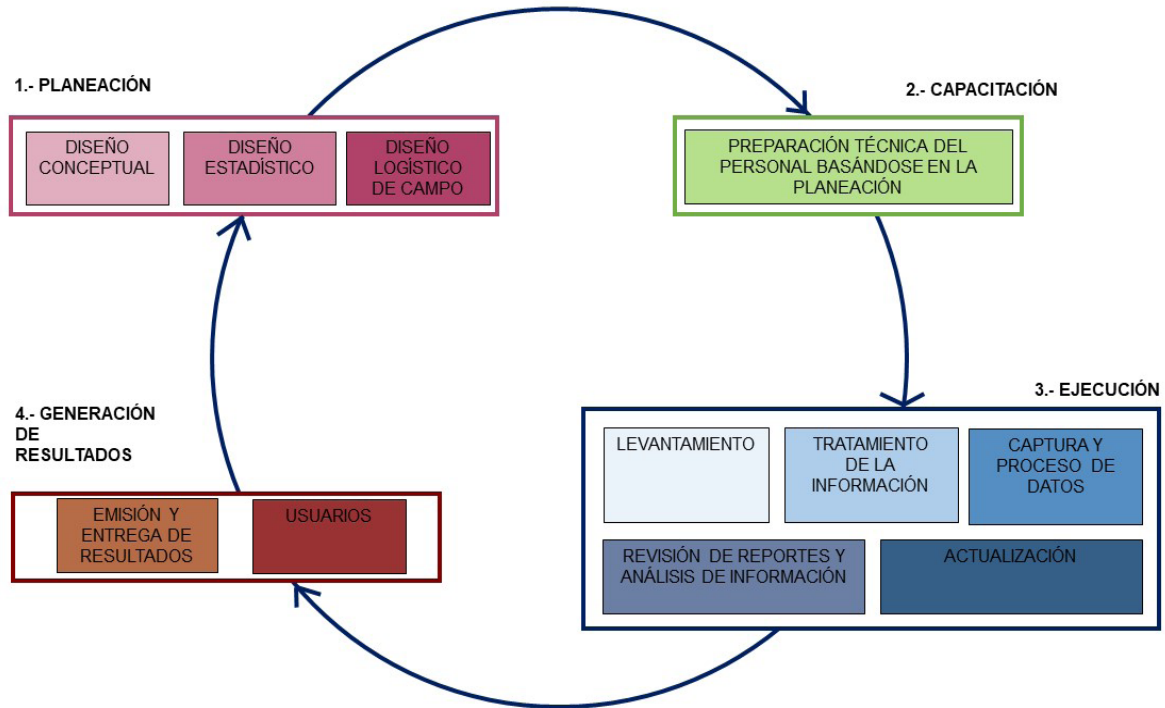 1.- PLANEACIÓN
DISEÑO
CONCEPTUAL
DISEÑO
ESTADÍSTICO
DISEÑO
LOGÍSTICO
DE CAMPO
2.- CAPACITACIÓN
PREPARACIÓN TÉCNICA DEL
PERSONAL BASÁNDOSE EN LA
PLANEACIÓN
3.- EJECUCIÓN
LEVANTAMIENTO
TRATAMIENTO
DE LA
INFORMACIÓN
CAPTURA Y
PROCESO DE
DATOS
REVISIÓN DE REPORTES Y
ANÁLISIS DE INFORMACIÓN
ACTUALIZACIÓN
4.- GENERACIÓN
DE
RESULTADOS
EMISIÓN Y
ENTREGA DE
RESULTADOS
USUARIOS